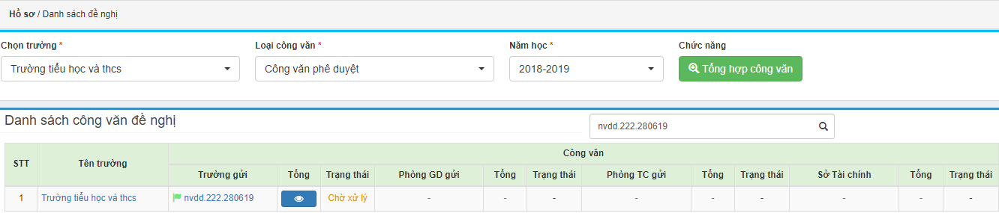 Hồ sơ / Danh sách đề nghị
Chọn trường * Loại công văn * Năm học * Chức năng
Trường tiểu học và thcs Công văn phê duyệt 2018-2019 Tổng hợp công văn
Danh sách công văn đề nghị nvdd.222.280619
STT Tên trường Công văn
Trường gửi Tổng Trạng thái Phòng GD gửi Tổng Trạng thái Phòng TC gửi Tổng Trạng thái Sở Tài chính Tổng Trạng thái
1 Trường tiểu học và thcs nvdd.222.280619 Chờ xử lý - - - - - - - - -